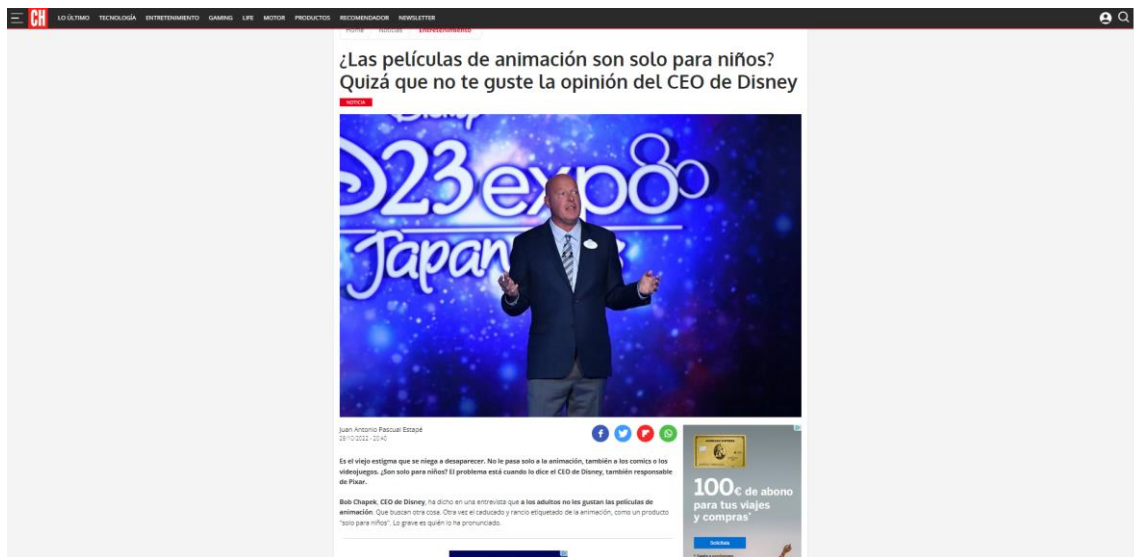 CH LO ÚLTIMO TECNOLOGÍA ENTRETENIMIENTO GAMING LIFE MOTOR PRODUCTOS RECOMENDADOR NEWSLETTER
Home Noticias Entretenimiento
¿Las películas de animación son solo para niños?
Quizá que no te guste la opinión del CEO de Disney
NOTICIA
Disney
D23 expo
Japan
Juan Antonio Pascual Estapé
28/10/2022 - 20:40
Es el viejo estigma que se niega a desaparecer. No le pasa solo a la animación, también a los comics o los
videojuegos. ¿Son solo para niños? El problema está cuando lo dice el CEO de Disney, también responsable
de Pixar.
Bob Chapek, CEO de Disney, ha dicho en una entrevista que a los adultos no les gustan las películas de
animación. Que buscan otra cosa. Otra vez el caducado y rancio etiquetado de la animación, como un producto
"solo para niños". Lo grave es quién lo ha pronunciado.
100€ de abono
para tus viajes
y compras*
Solicítala